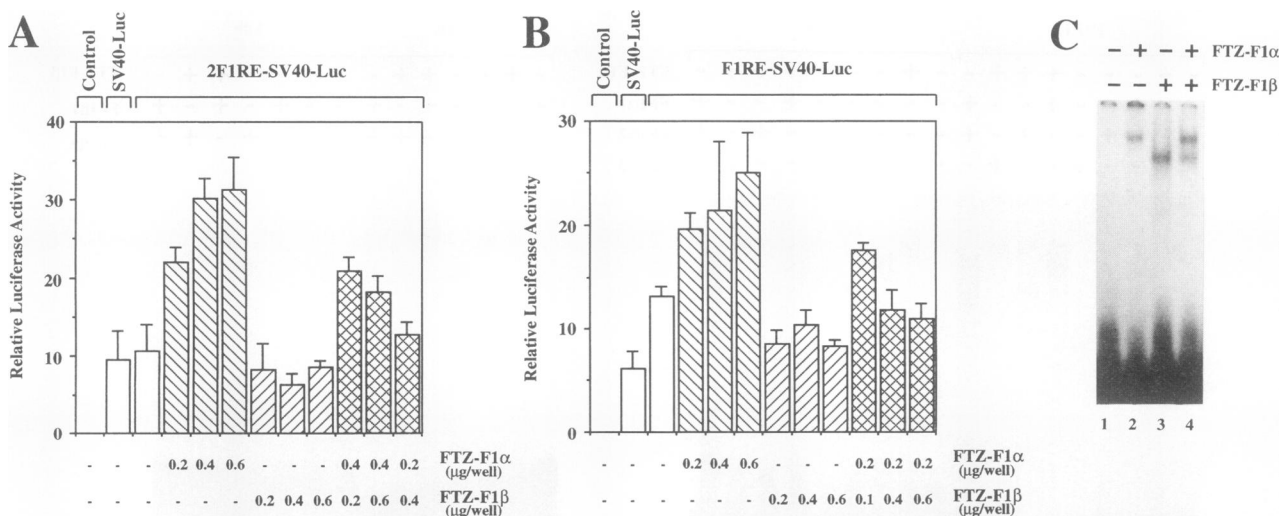 A
Control
SV40-Luc
2F1RE-SV40-Luc
Relative Luciferase Activity
40
30
20
10
0
- - - 0.2 0.4 0.6 - - - 0.4 0.4 0.2 FTZ-F1α
(µg/well)
- - - - - - 0.2 0.4 0.6 0.2 0.6 0.4 FTZ-F1β
(µg/well)
B
Control
SV40-Luc
F1RE-SV40-Luc
Relative Luciferase Activity
30
20
10
0
- - - 0.2 0.4 0.6 - - - 0.2 0.2 0.2 FTZ-F1α
(µg/well)
- - - - - - 0.2 0.4 0.6 0.1 0.4 0.6 FTZ-F1β
(µg/well)
C
- + - + FTZ-F1α
- - + + FTZ-F1β
1 2 3 4